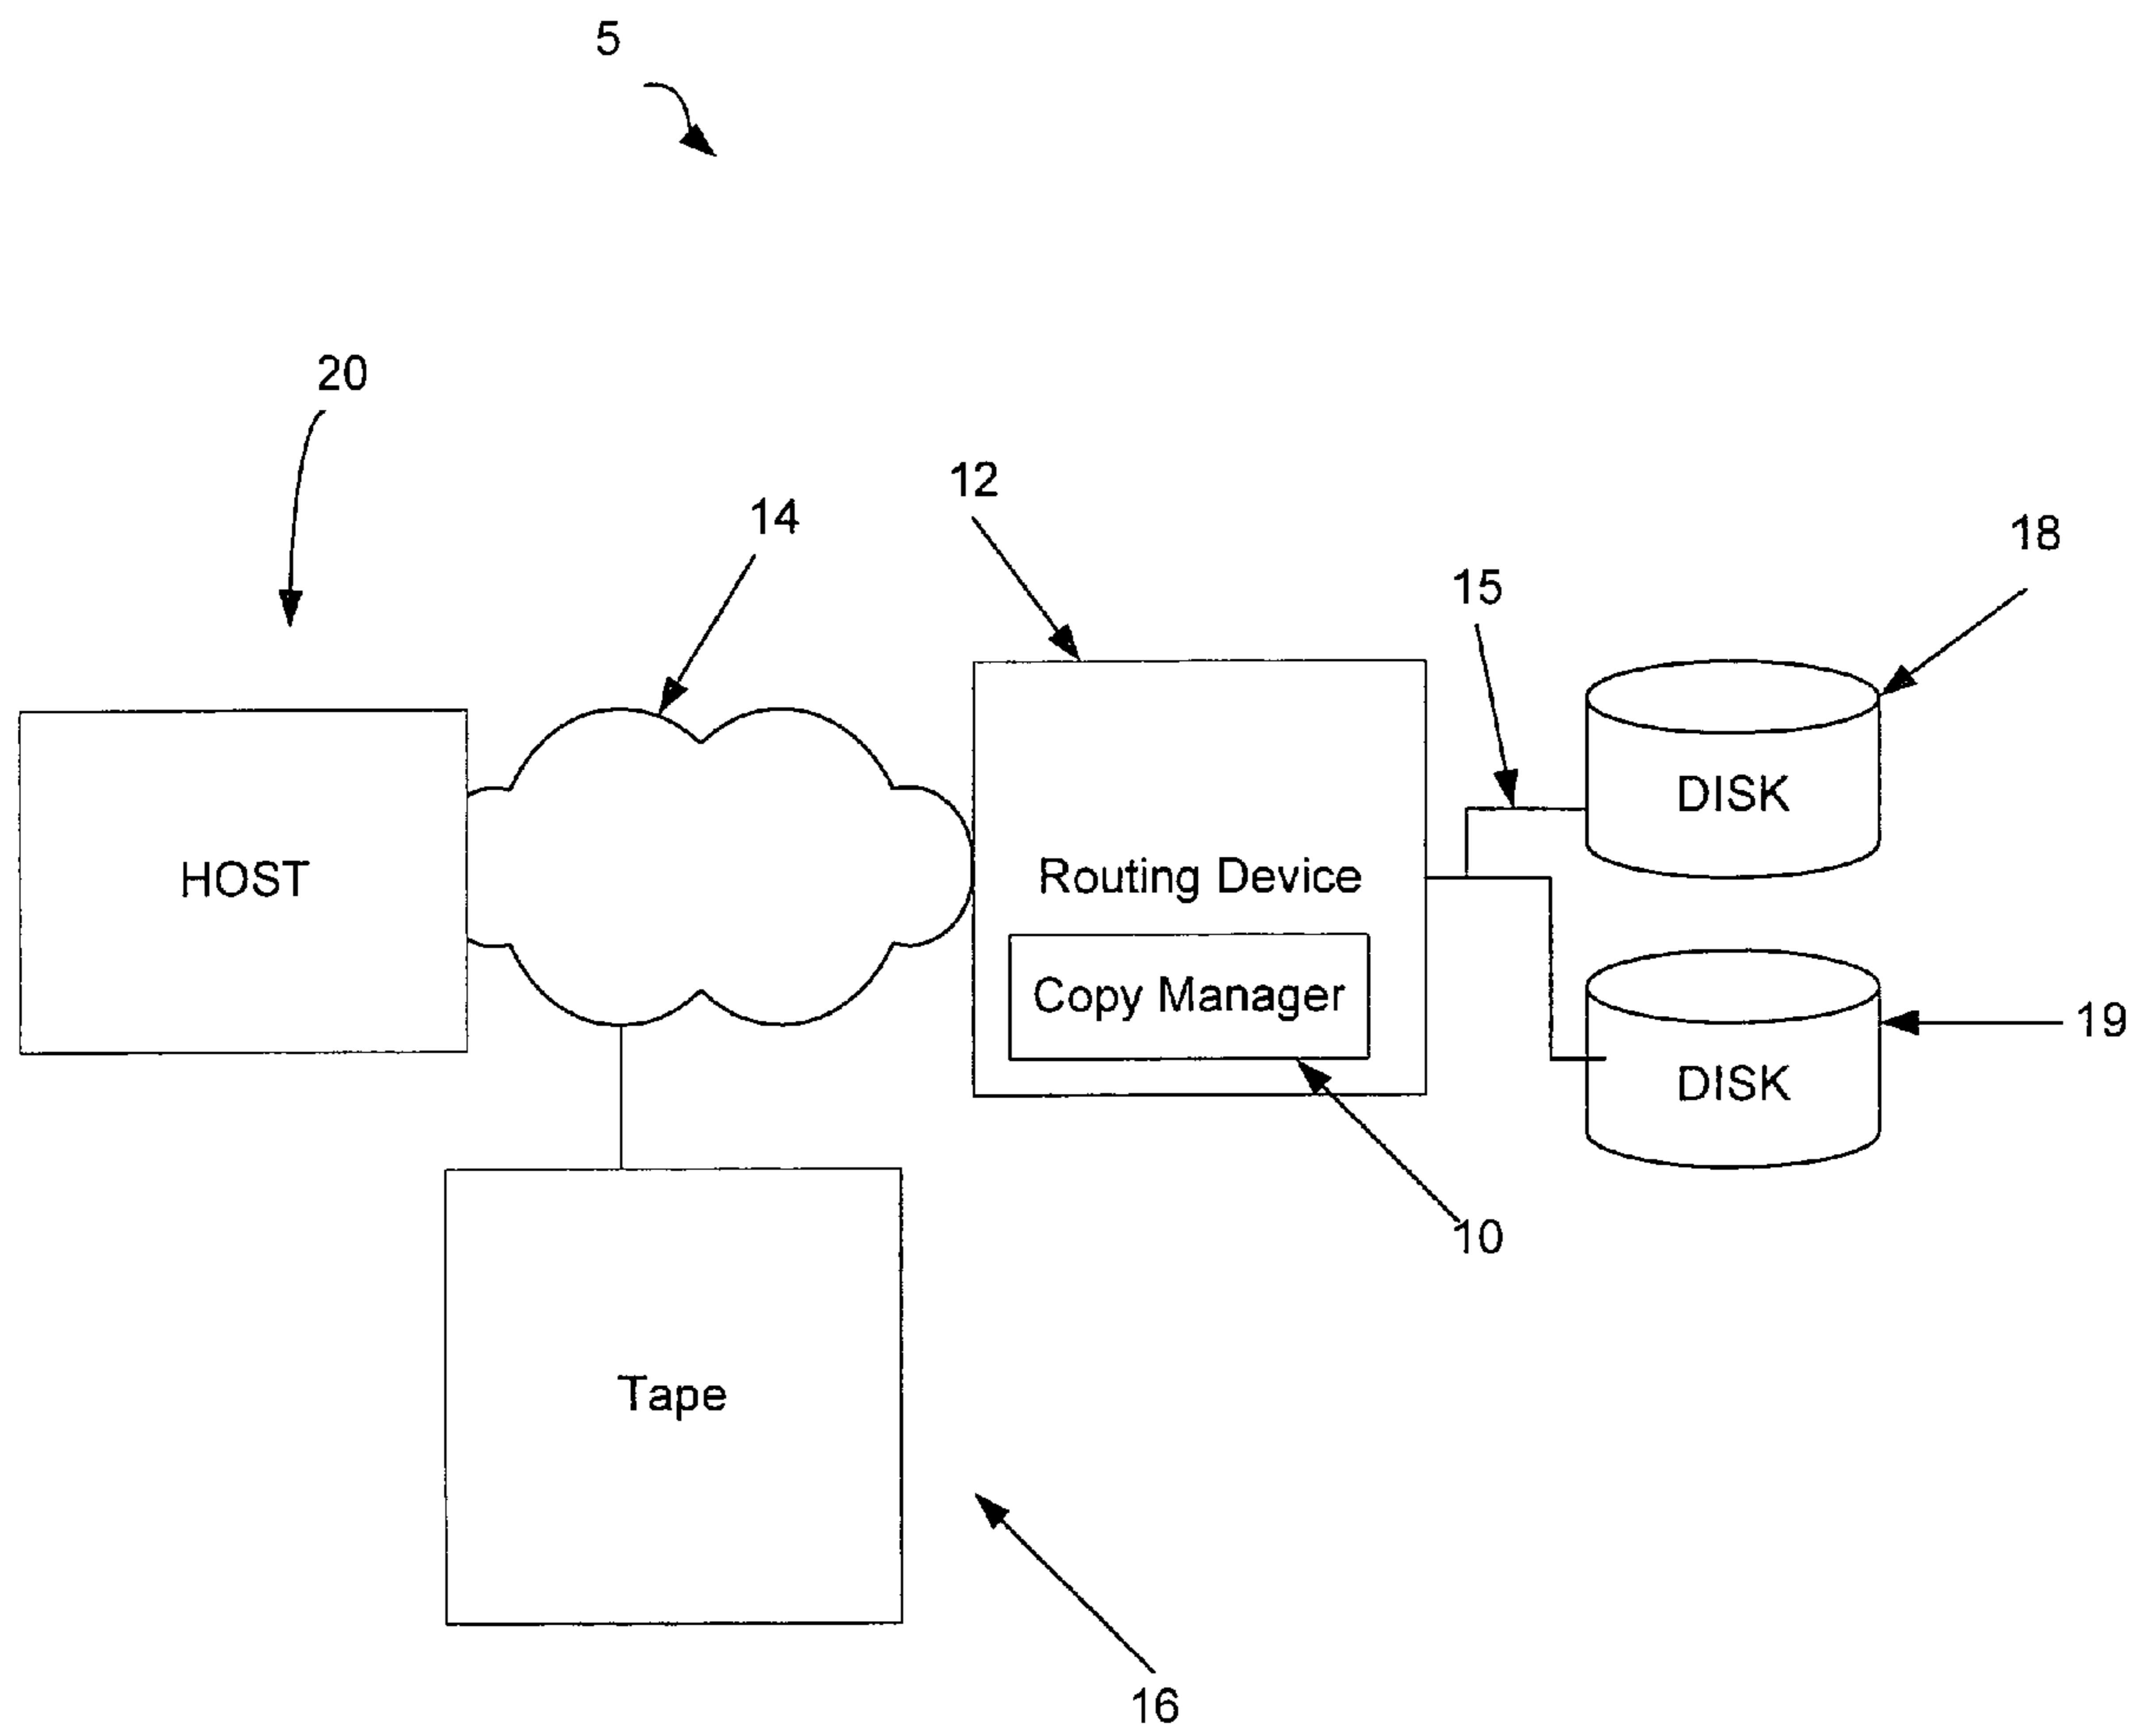 5
20
12
14
18
15
DISK
HOST
Routing Device
Copy Manager
19
DISK
10
Tape
16